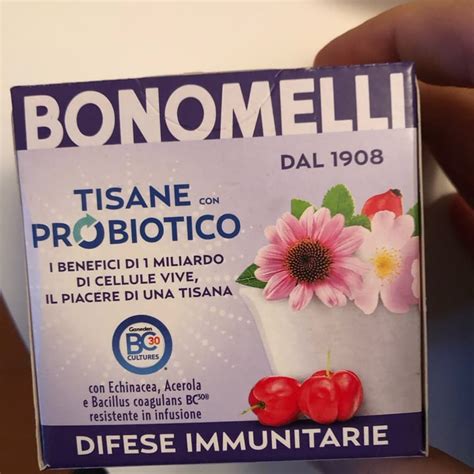 BONOMELLI
DAL 1908
TISANE CON
PROBIOTICO
I BENEFICI DI 1 MILIARDO
DI CELLULE VIVE,
IL PIACERE DI UNA TISANA
Ganeden
BC30
CULTURES
con Echinacea, Acerola
e Bacillus coagulans BC30®
resistente in infusione
DIFESE IMMUNITARIE